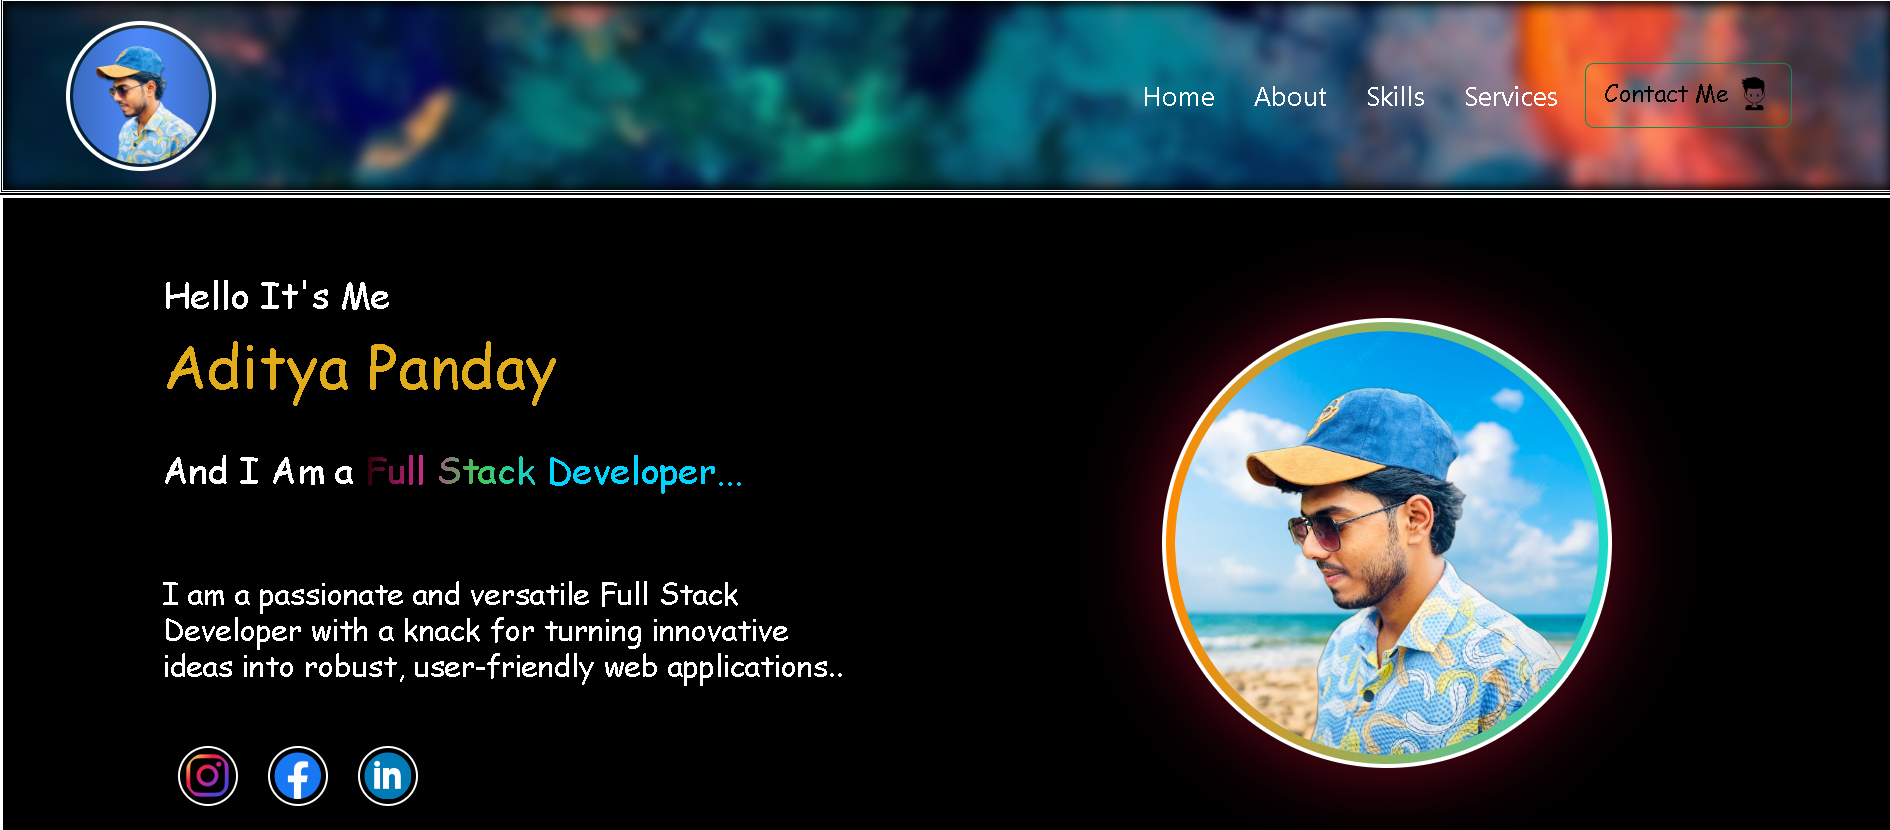 Home About Skills Services Contact Me
Hello It's Me
Aditya Panday
And I Am a Full Stack Developer...
I am a passionate and versatile Full Stack
Developer with a knack for turning innovative
ideas into robust, user-friendly web applications..
in